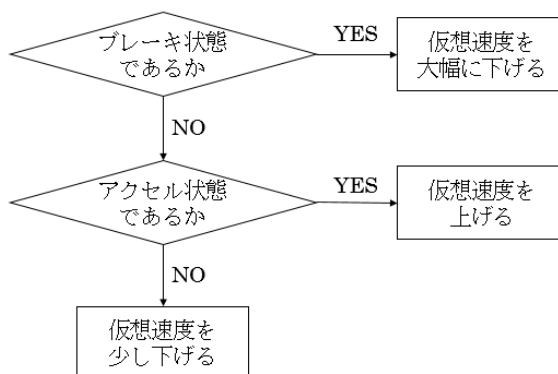 ブレーキ状態
であるか
YES
仮想速度を
大幅に下げる
NO
アクセル状態
であるか
YES
仮想速度を
上げる
NO
仮想速度を
少し下げる